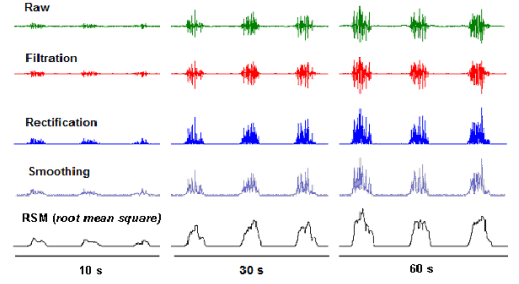 Raw
Filtration
Rectification
Smoothing
RSM (root mean square)
10 s
30 s
60 s